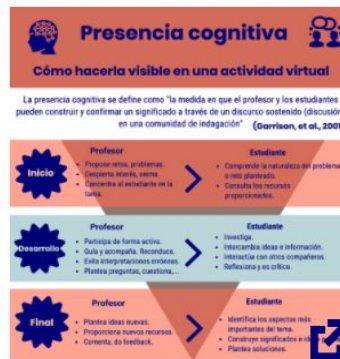 Presencia cognitiva
Cómo hacerla visible en una actividad virtual
La presencia cognitiva se define como "la medida en que el profesor y los estudiantes
pueden construir y confirmar un significado a través de un discurso sostenido (discusión)
en una comunidad de indagación" (Garrison, et al., 2001
Inicio
Profesor
• Propone retos, problemas.
• Despierta interés, anima.
• Concentra al estudiante en la
tarea.
Estudiante
• Comprende la naturaleza del problema
o reto planteado.
• Consulta los recursos
proporcionados.
Desarrollo
Profesor
• Participa de forma activa.
• Guía y acompaña. Reconduce.
• Evita interpretaciones erróneas.
• Plantea preguntas, cuestiona,...
Estudiante
• Investiga.
• Intercambia ideas e información.
• Interactúa con otros compañeros.
• Reflexiona y es crítico.
Final
Profesor
• Plantea ideas nuevas.
• Proporciona nuevos recursos.
• Comenta, da feedback.
Estudiante
• Identifica los aspectos más
importantes del tema.
• Construye significados e
• Plantea soluciones.